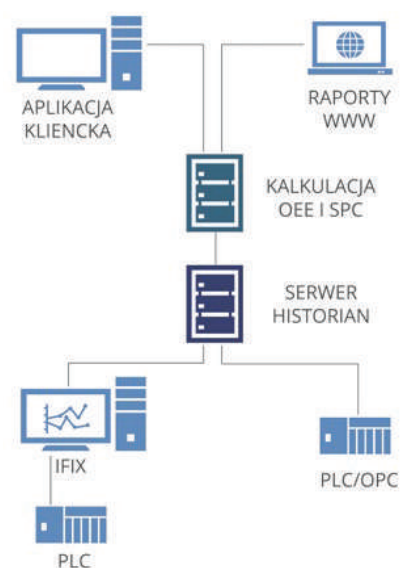 APLIKACJA
KLIENCKA
RAPORTY
WWW
KALKULACJA
OEE I SPC
SERWER
HISTORIAN
IFIX
PLC/OPC
PLC